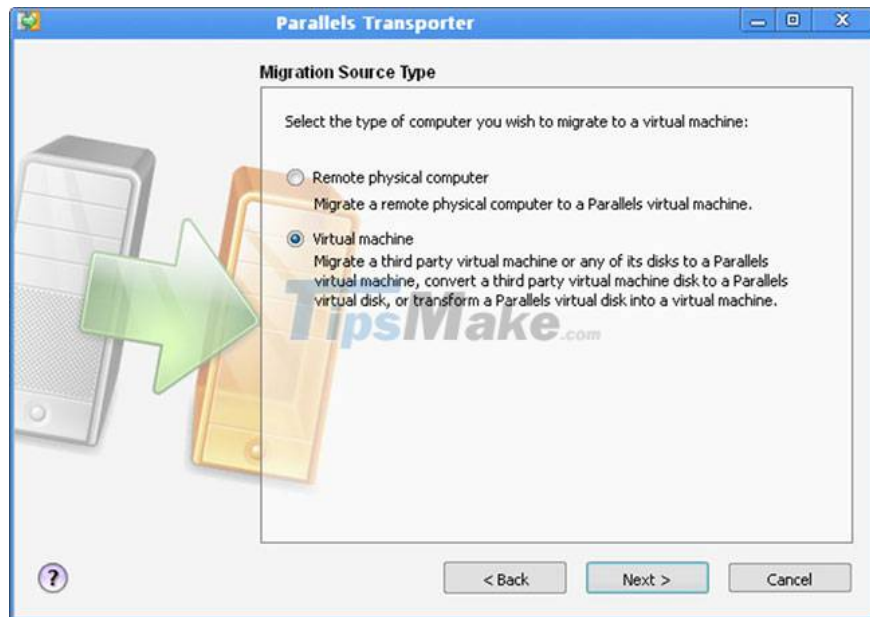 Parallels Transporter
Migration Source Type
Select the type of computer you wish to migrate to a virtual machine:
Remote physical computer
Migrate a remote physical computer to a Parallels virtual machine.
Virtual machine
Migrate a third party virtual machine or any of its disks to a Parallels
virtual machine, convert a third party virtual machine disk to a Parallels
virtual disk, or transform a Parallels virtual disk into a virtual machine.
TipsMake.com
?
< Back Next > Cancel